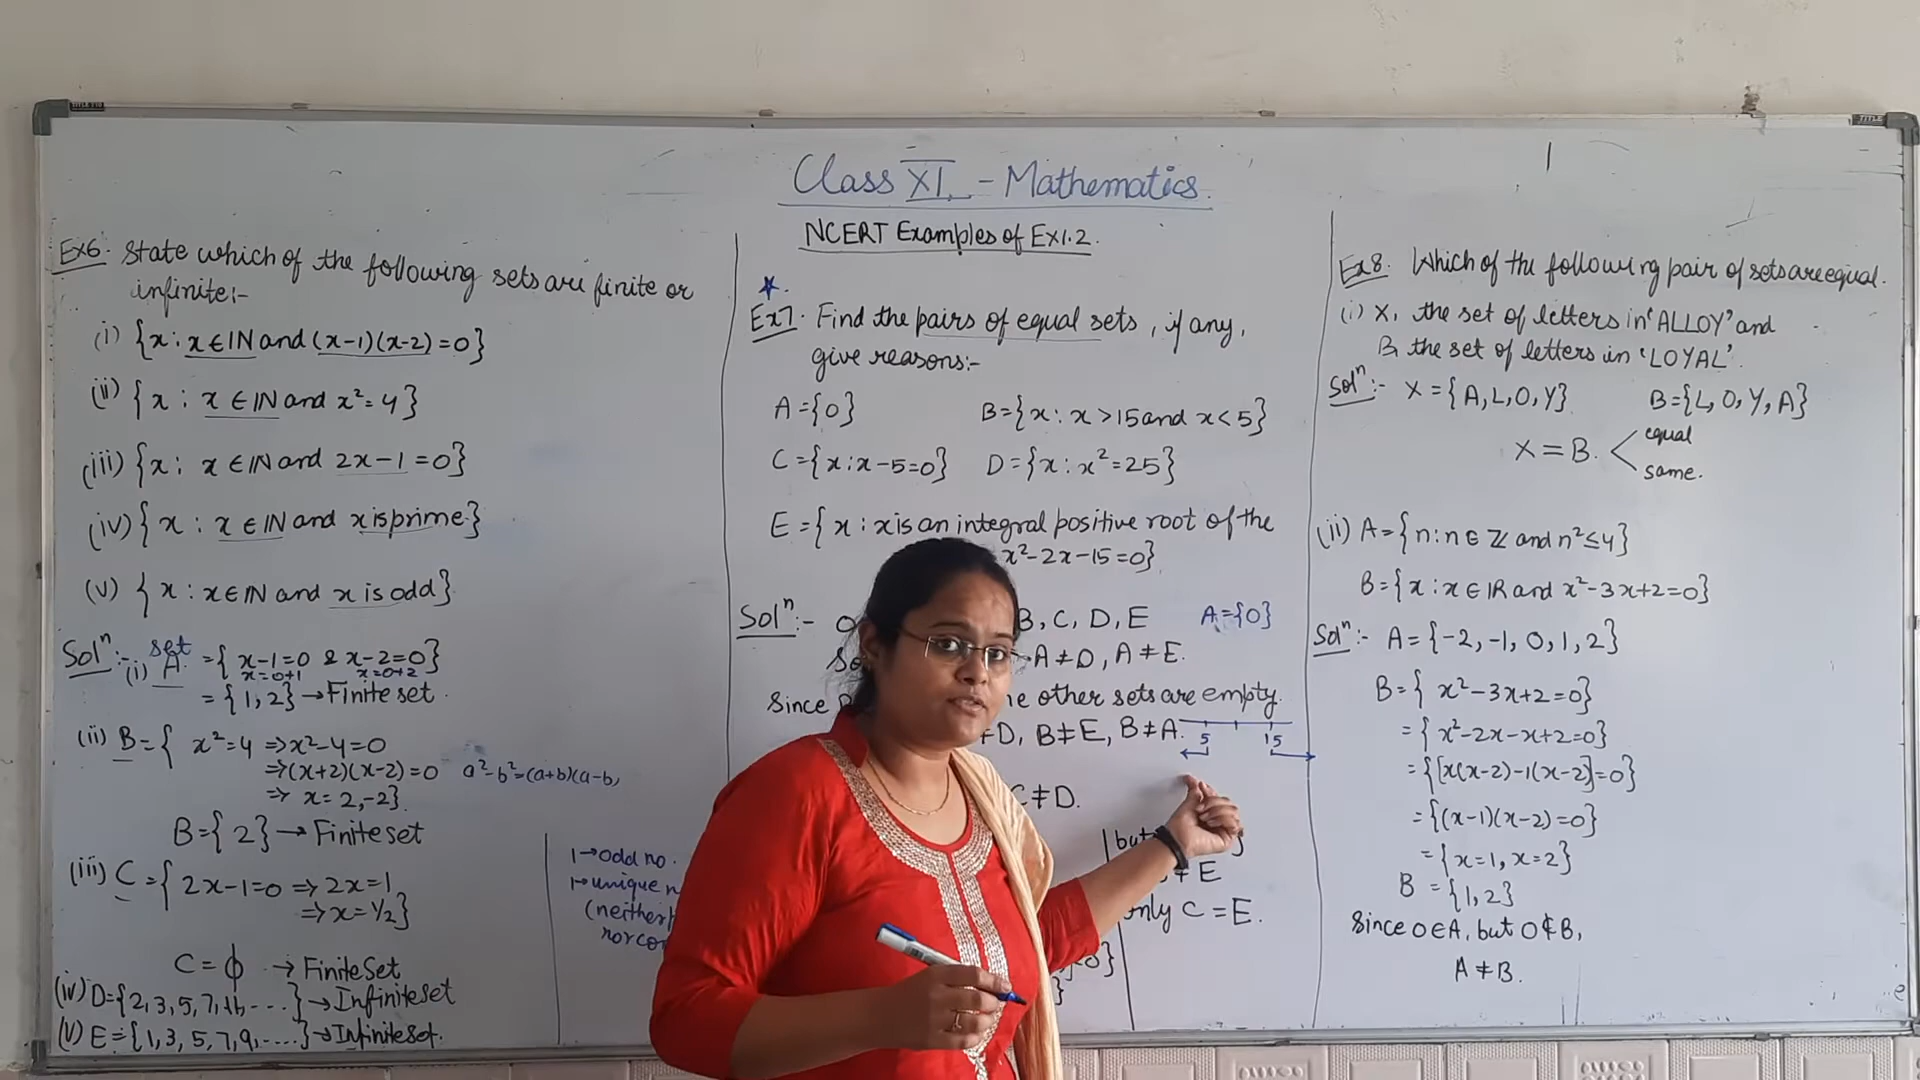 Class XI - Mathematics.
NCERT Examples of Ex1.2.
Ex6. State which of the following sets are finite or
infinite:-
(i) {x : x ∈ IN and (x-1)(x-2) = 0}
(ii) {x : x ∈ IN and x² = 4}
(iii) {x : x ∈ IN and 2x-1 = 0}
(iv) {x : x ∈ IN and x is prime}
(v) {x : x ∈ IN and x is odd}
Solⁿ:- set
(i) A = { x-1=0 & x-2=0}
x=0+1 x=0+2
= {1, 2} → Finite set.
(ii) B = { x² = 4 ⇒ x²-4=0
⇒ (x+2)(x-2) = 0 a²-b²=(a+b)(a-b)
⇒ x = 2, -2}.
B = {2} → Finite set
(iii) C = { 2x-1=0 ⇒ 2x=1
⇒ x=1/2}
C = ϕ → Finite Set
(iv) D={2, 3, 5, 7, 11, ----} → Infinite set
(v) E = {1, 3, 5, 7, 9, ----} → Infinite set.
1 → odd no.
1 → unique
(neither
nor
*.
Ex7. Find the pairs of equal sets, if any,
give reasons:-
A = {0} B = {x : x > 15 and x < 5}
C = {x : x-5=0} D = {x : x² = 25}
E = {x : x is an integral positive root of the
x²-2x-15=0}
Solⁿ:- B, C, D, E A={0}
A ≠ D, A ≠ E.
Since other sets are empty.
≠ D, B ≠ E, B ≠ A.
5 15
C ≠ D.
but
≠ E
only C = E.
Ex8. Which of the following pair of sets are equal.
(i) X, the set of letters in 'ALLOY' and
B, the set of letters in 'LOYAL'.
Solⁿ:- X = {A, L, O, Y} B = {L, O, Y, A}
X = B. equal
same.
(ii) A = {n : n ∈ Z and n² ≤ 4}
B = {x : x ∈ IR and x²-3x+2=0}
Solⁿ:- A = {-2, -1, 0, 1, 2}
B = { x²-3x+2=0}
= { x²-2x-x+2=0}
= {[x(x-2)-1(x-2)]=0}
= {(x-1)(x-2)=0}
= {x=1, x=2}
B = {1, 2}
Since 0 ∈ A, but 0 ∉ B,
A ≠ B.